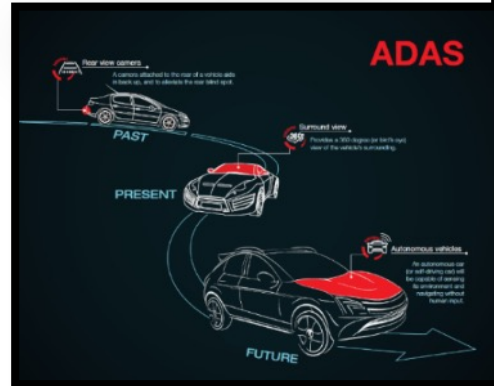 ADAS
Rear view camera
A camera attached to the rear of a vehicle aids
in back up, and to alleviate the rear blind spot.
PAST
Surround view
Provides a 360-degree (or bird's eye)
view of the vehicle's surrounding.
PRESENT
Autonomous vehicles
An autonomous car
(or self-driving car) will
be capable of sensing
its environment and
navigating without
human input.
FUTURE